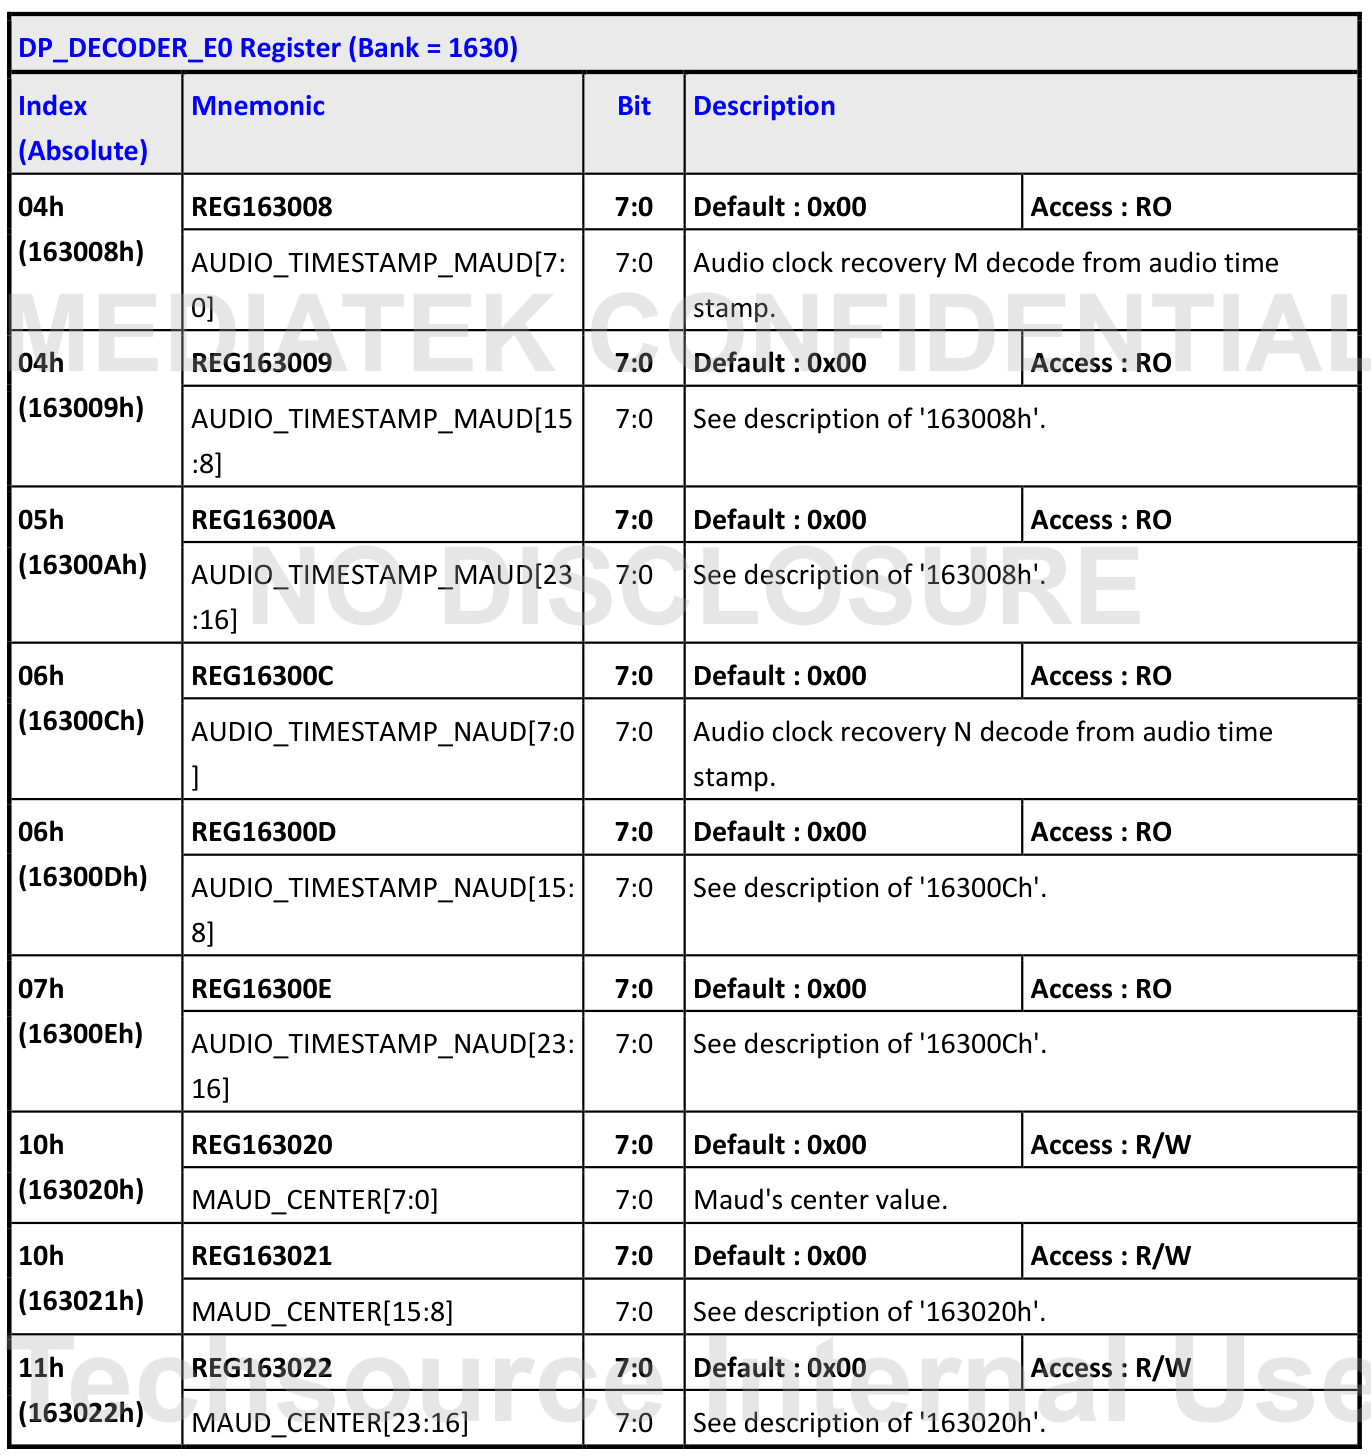 DP_DECODER_E0 Register (Bank = 1630)
Index Mnemonic Bit Description
(Absolute)
04h REG163008 7:0 Default : 0x00 Access : RO
(163008h)
AUDIO_TIMESTAMP_MAUD[7: 7:0 Audio clock recovery M decode from audio time
0] stamp.
MEDIATEK CONFIDENTIAL
04h REG163009 7:0 Default : 0x00 Access : RO
(163009h)
AUDIO_TIMESTAMP_MAUD[15 7:0 See description of '163008h'.
:8]
05h REG16300A 7:0 Default : 0x00 Access : RO
(16300Ah)
NO DISCLOSURE
AUDIO_TIMESTAMP_MAUD[23 7:0 See description of '163008h'.
:16]
06h REG16300C 7:0 Default : 0x00 Access : RO
(16300Ch)
AUDIO_TIMESTAMP_NAUD[7:0 7:0 Audio clock recovery N decode from audio time
] stamp.
06h REG16300D 7:0 Default : 0x00 Access : RO
(16300Dh)
AUDIO_TIMESTAMP_NAUD[15: 7:0 See description of '16300Ch'.
8]
07h REG16300E 7:0 Default : 0x00 Access : RO
(16300Eh)
AUDIO_TIMESTAMP_NAUD[23: 7:0 See description of '16300Ch'.
16]
10h REG163020 7:0 Default : 0x00 Access : R/W
(163020h)
MAUD_CENTER[7:0] 7:0 Maud's center value.
10h REG163021 7:0 Default : 0x00 Access : R/W
(163021h)
MAUD_CENTER[15:8] 7:0 See description of '163020h'.
Techsource Internal Use
11h REG163022 7:0 Default : 0x00 Access : R/W
(163022h)
MAUD_CENTER[23:16] 7:0 See description of '163020h'.